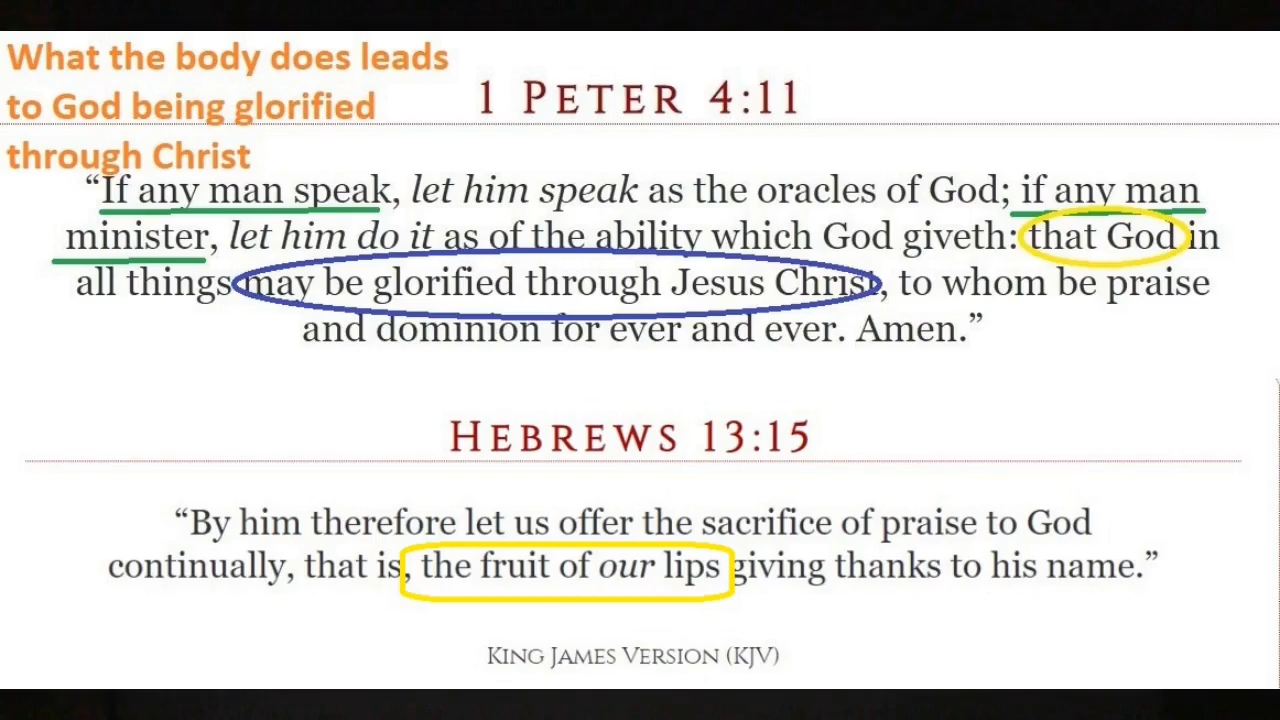 What the body does leads
to God being glorified
through Christ
1 PETER 4:11
“If any man speak, let him speak as the oracles of God; if any man
minister, let him do it as of the ability which God giveth: that God in
all things may be glorified through Jesus Christ, to whom be praise
and dominion for ever and ever. Amen.”
HEBREWS 13:15
“By him therefore let us offer the sacrifice of praise to God
continually, that is, the fruit of our lips giving thanks to his name.”
KING JAMES VERSION (KJV)